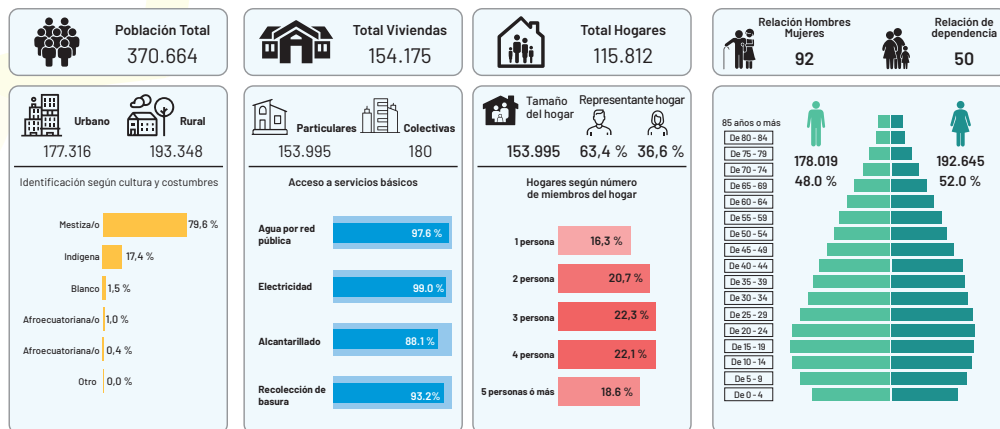 Población Total
370.664
Total Viviendas
154.175
Total Hogares
115.812
Relación Hombres
Mujeres
92
Relación de
dependencia
50
Urbano
177.316
Rural
193.348
Identificación según cultura y costumbres
Mestiza/o
79,6 %
Indígena
17,4 %
Blanco
1,5 %
Afroecuatoriana/o
1,0 %
Afroecuatoriana/o
0,4 %
Otro
0,0 %
Particulares
153.995
Colectivas
180
Acceso a servicios básicos
Agua por red
pública
97.6 %
Electricidad
99.0 %
Alcantarillado
88.1 %
Recolección de
basura
93.2%
Tamaño
del hogar
153.995
Representante hogar
63,4 %
36,6 %
Hogares según número
de miembros del hogar
1 persona
16,3 %
2 persona
20,7 %
3 persona
22,3 %
4 persona
22,1 %
5 personas ó más
18.6 %
178.019
48.0 %
192.645
52.0 %
85 años o más
De 80 - 84
De 75 - 79
De 70 - 74
De 65 - 69
De 60 - 64
De 55 - 59
De 50 - 54
De 45 - 49
De 40 - 44
De 35 - 39
De 30 - 34
De 25 - 29
De 20 - 24
De 15 - 19
De 10 - 14
De 5 - 9
De 0 - 4